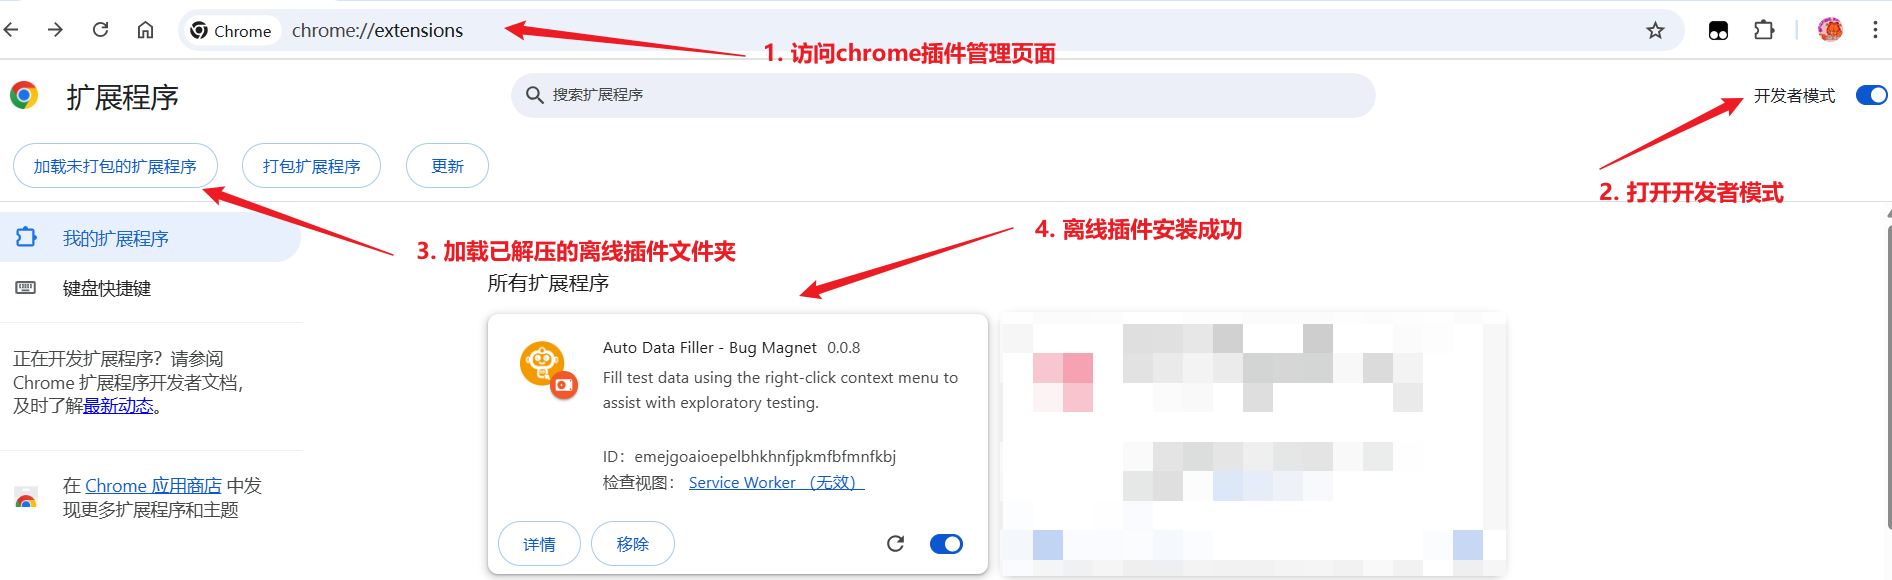 Chrome chrome://extensions
1. 访问chrome插件管理页面
扩展程序
搜索扩展程序
开发者模式
加载未打包的扩展程序 打包扩展程序 更新
2. 打开开发者模式
我的扩展程序
3. 加载已解压的离线插件文件夹
4. 离线插件安装成功
键盘快捷键
所有扩展程序
正在开发扩展程序？请参阅
Chrome 扩展程序开发者文档，
及时了解最新动态。
在 Chrome 应用商店 中发
现更多扩展程序和主题
Auto Data Filler - Bug Magnet 0.0.8
Fill test data using the right-click context menu to
assist with exploratory testing.
ID：emejgoaioepelbhkhnfjpkmfbfmnfkbj
检查视图： Service Worker （无效）
详情 移除